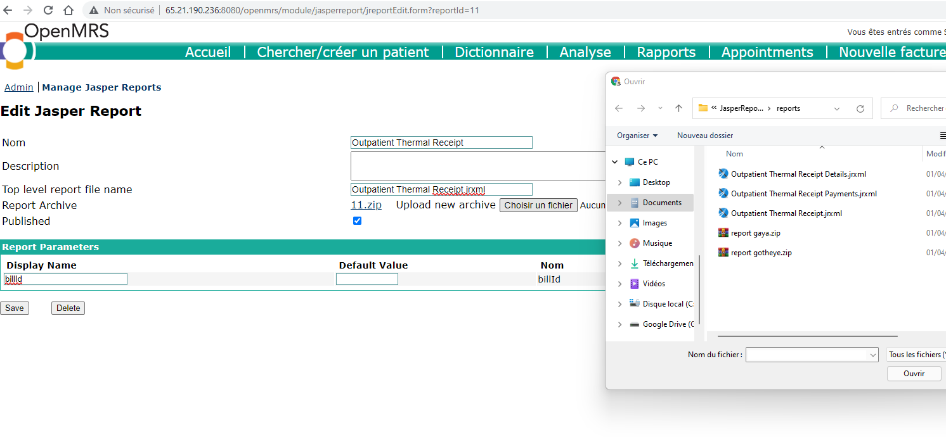 Non sécurisé | 65.21.190.236:8080/openmrs/module/jasperreport/jreportEdit.form?reportId=11
OpenMRS
Vous êtes entrés comme S
Accueil | Chercher/créer un patient | Dictionnaire | Analyse | Rapports | Appointments | Nouvelle facture
Admin | Manage Jasper Reports
Edit Jasper Report
Nom Outpatient Thermal Receipt
Description
Top level report file name Outpatient Thermal Receipt.jrxml
Report Archive 11.zip Upload new archive Choisir un fichier Aucun
Published
Report Parameters
Display Name Default Value Nom
billId billId
Save Delete
Ouvrir
« JasperRepo... > reports
Rechercher
Organiser Nouveau dossier
Nom Modifi
Ce PC
Desktop
Documents
Images
Musique
Téléchargemen
Vidéos
Disque local (C
Google Drive (G
Outpatient Thermal Receipt Details.jrxml 01/04/
Outpatient Thermal Receipt Payments.jrxml 01/04/
Outpatient Thermal Receipt.jrxml 01/04/
report gaya.zip 01/04/
report gotheye.zip 01/04/
Nom du fichier : Tous les fichiers (
Ouvrir